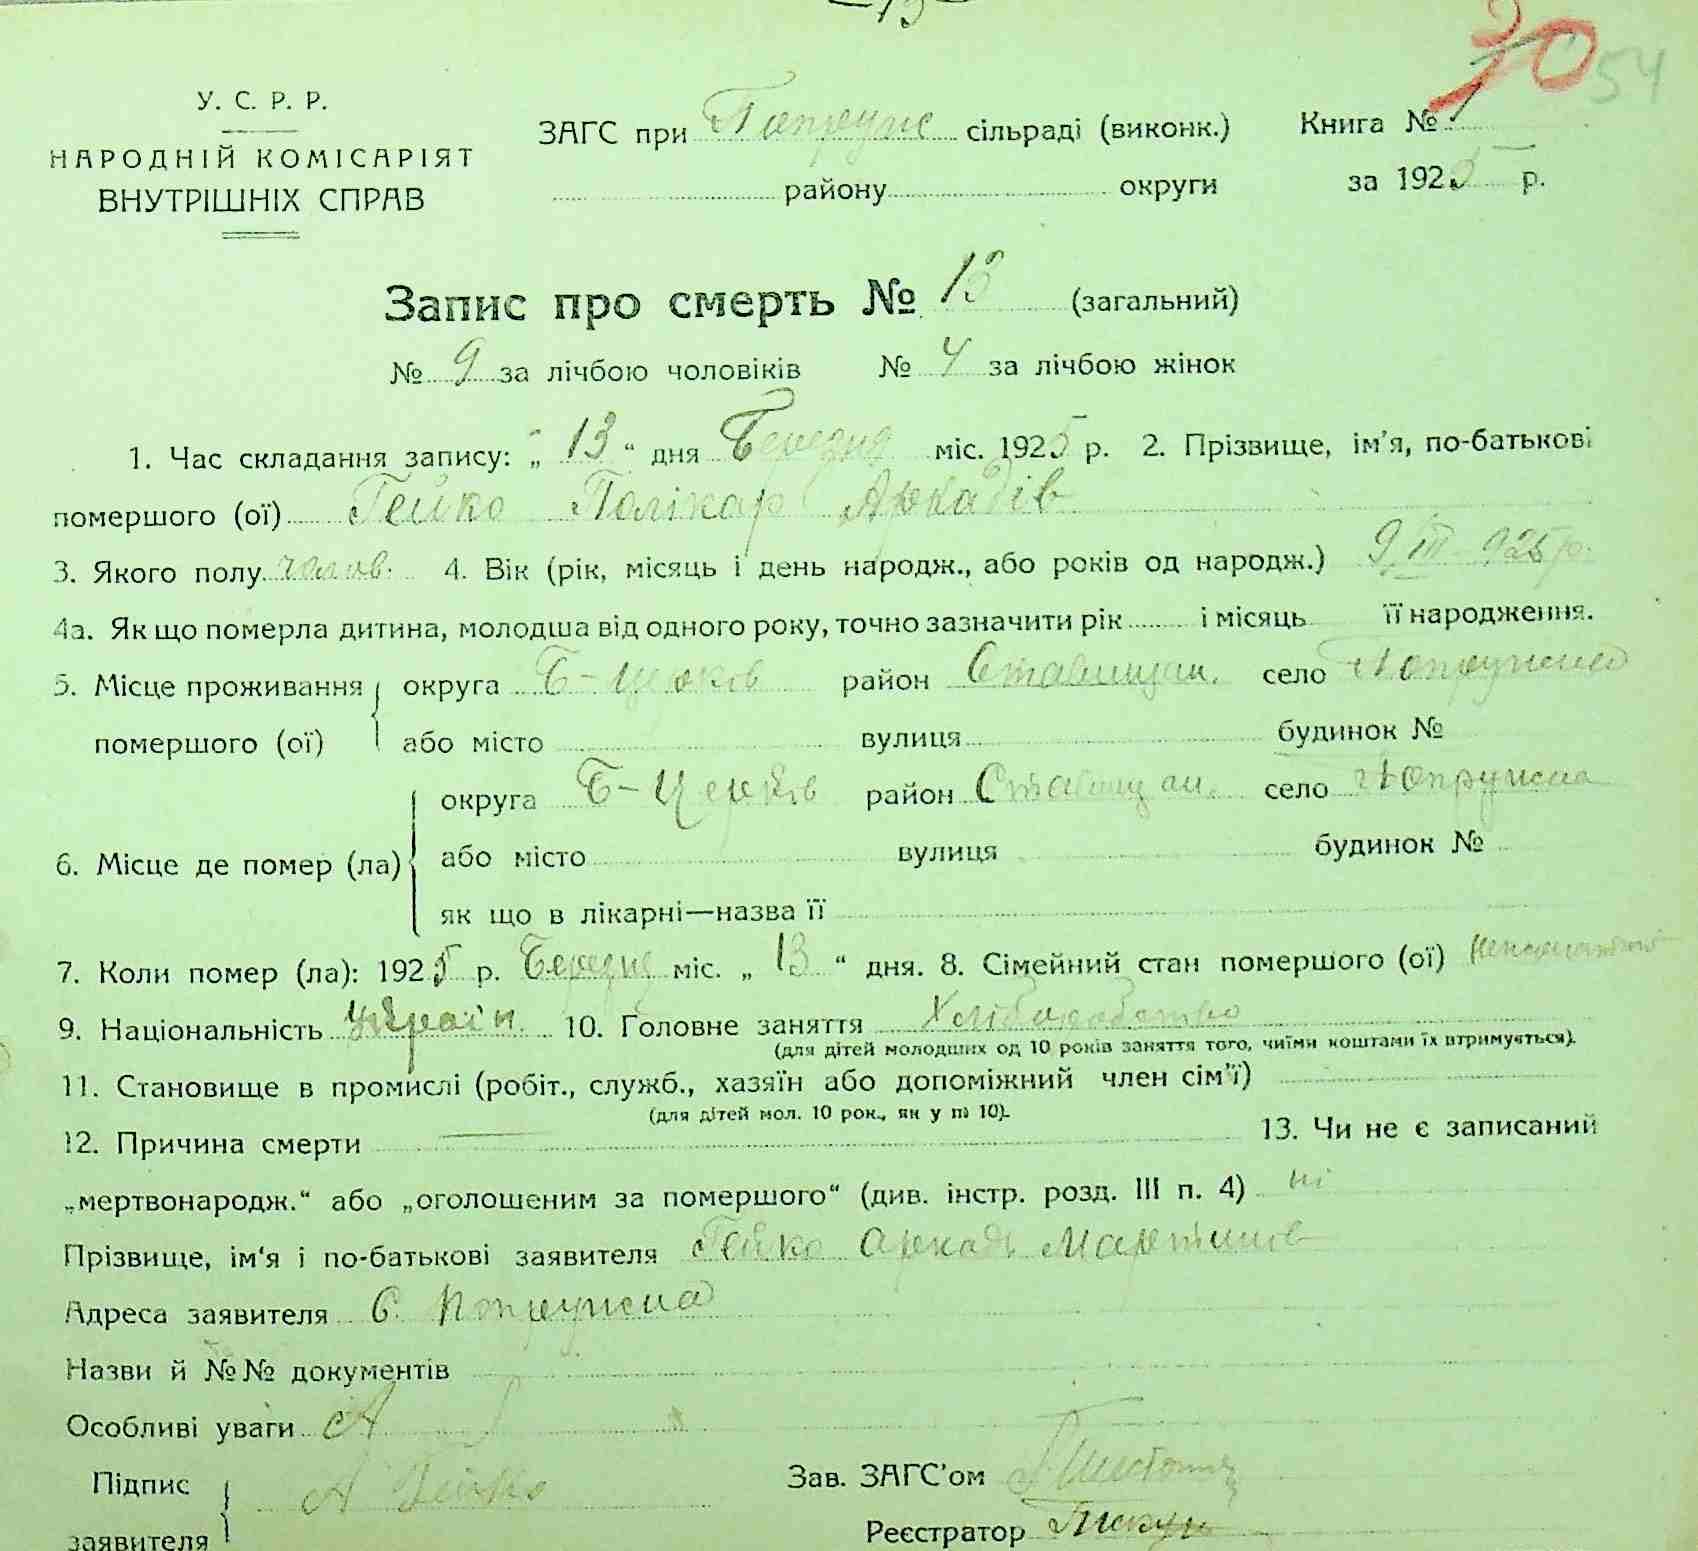 — 13 —
30 54
У. С. Р. Р.
НАРОДНІЙ КОМІСАРІЯТ
ВНУТРІШНІХ СПРАВ
ЗАГС при Попруж сільраді (виконк.) Книга № 1
району округи за 1925 р.
Запис про смерть № 13 (загальний)
№ 9 за лічбою чоловіків № 4 за лічбою жінок
1. Час складання запису: „ 13 “ дня Березня міс. 1925 р. 2. Прізвище, ім'я, по-батькові
помершого (ої) Гейко Полікар Аркадів
3. Якого полу чолов. 4. Вік (рік, місяць і день народж., або років од народж.) 9/III 925 р.
4а. Як що померла дитина, молодша від одного року, точно зазначити рік і місяць її народження.
5. Місце проживання округа Б-Церків район Ставищан. село Попружна
помершого (ої) або місто вулиця будинок №
округа Б-Церків район Ставищан. село Попружна
6. Місце де помер (ла) або місто вулиця будинок №
як що в лікарні—назва її
7. Коли помер (ла): 1925 р. Березня міс. „ 13 “ дня. 8. Сімейний стан помершого (ої)
9. Національність Україн. 10. Головне заняття Хліборобство
(для дітей молодших од 10 років заняття того, чиїми коштами їх втримується).
11. Становище в промислі (робіт., служб., хазяїн або допоміжний член сім'ї)
(для дітей мол. 10 рок., як у п. 10).
12. Причина смерти — 13. Чи не є записаний
„мертвонародж.“ або „оголошеним за помершого“ (див. інстр. розд. III п. 4) ні
Прізвище, ім'я і по-батькові заявителя Гейко Аркадь Мартинов
Адреса заявителя С. Попружна
Назви й №№ документів
Особливі уваги А
Підпис А Гейко Зав. ЗАГС'ом
заявителя Реєстратор